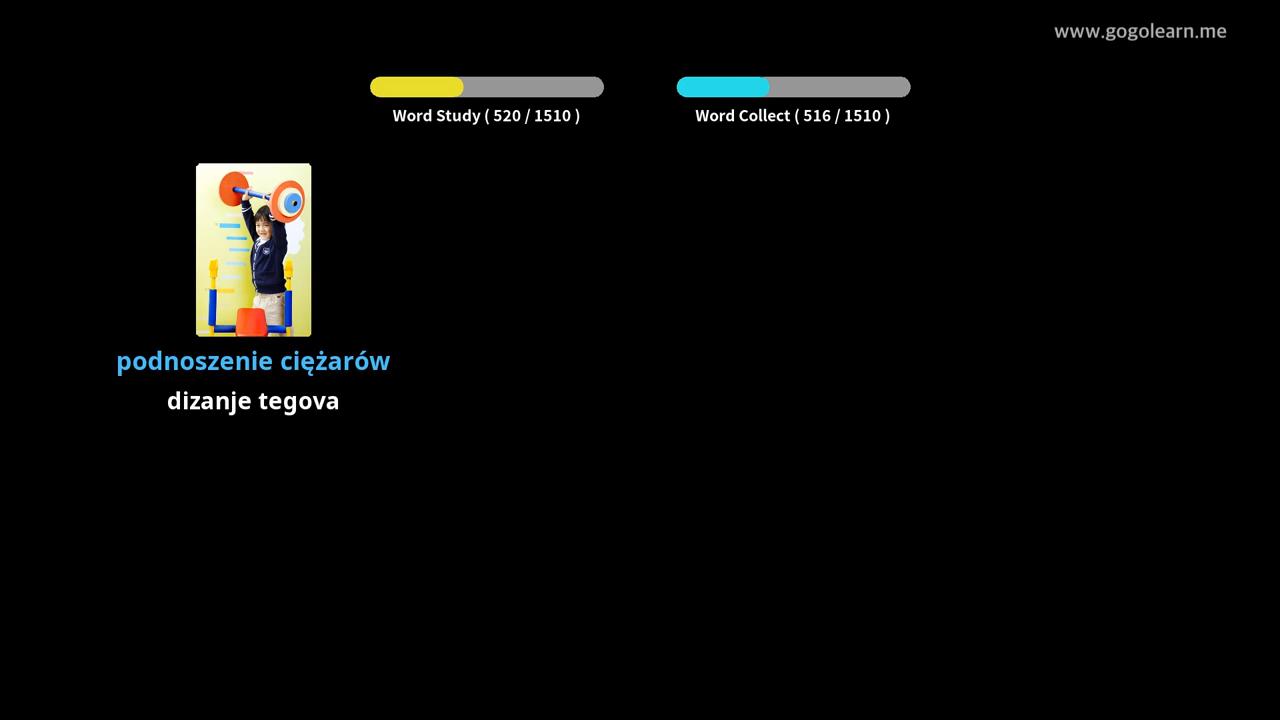 www.gogolearn.me
Word Study ( 520 / 1510 )
Word Collect ( 516 / 1510 )
podnoszenie ciężarów
dizanje tegova